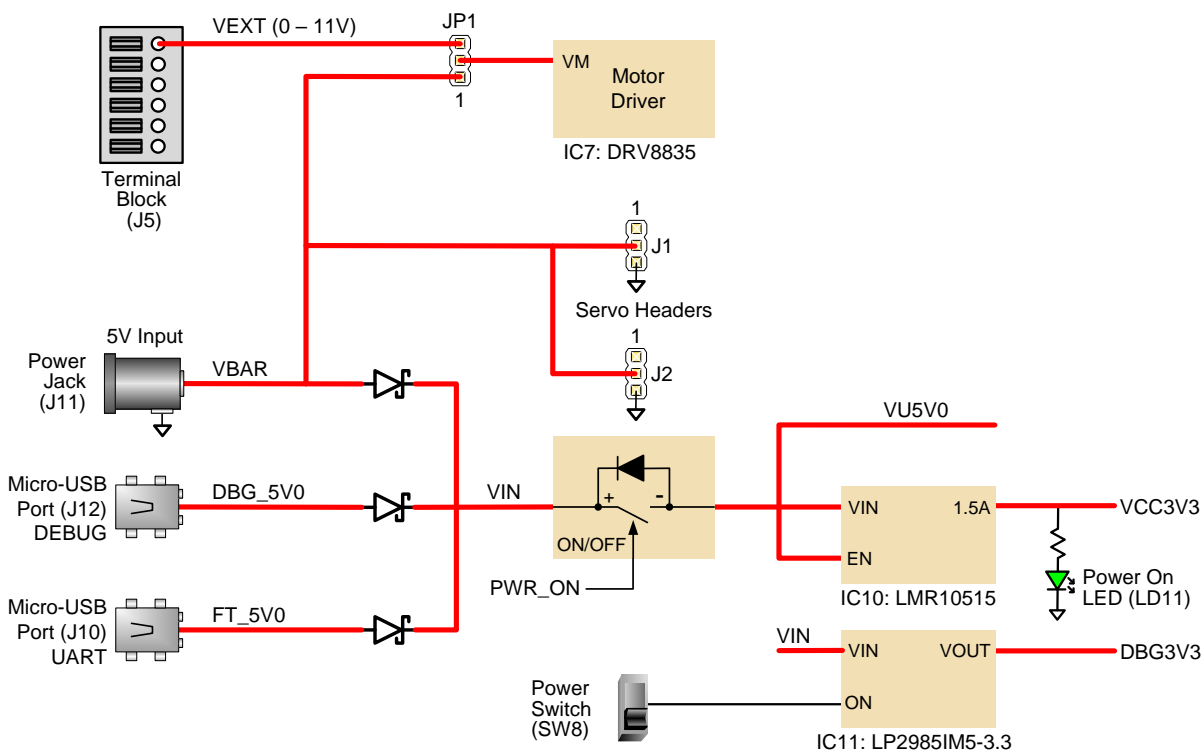 VEXT (0 – 11V)
JP1
VM
Motor
Driver
1
IC7: DRV8835
Terminal
Block
(J5)
1
J1
Servo Headers
5V Input
1
Power
Jack
(J11)
VBAR
J2
VU5V0
Micro-USB
Port (J12)
DEBUG
DBG_5V0
VIN
+
-
ON/OFF
PWR_ON
VIN
1.5A
VCC3V3
EN
Power On
LED (LD11)
IC10: LMR10515
Micro-USB
Port (J10)
UART
FT_5V0
VIN
VIN
VOUT
DBG3V3
Power
Switch
(SW8)
ON
IC11: LP2985IM5-3.3